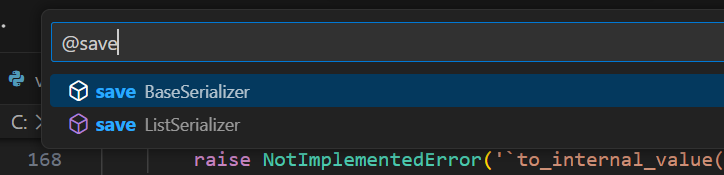 @save
save BaseSerializer
save ListSerializer
C:
168 raise NotImplementedError('`to_internal_value(